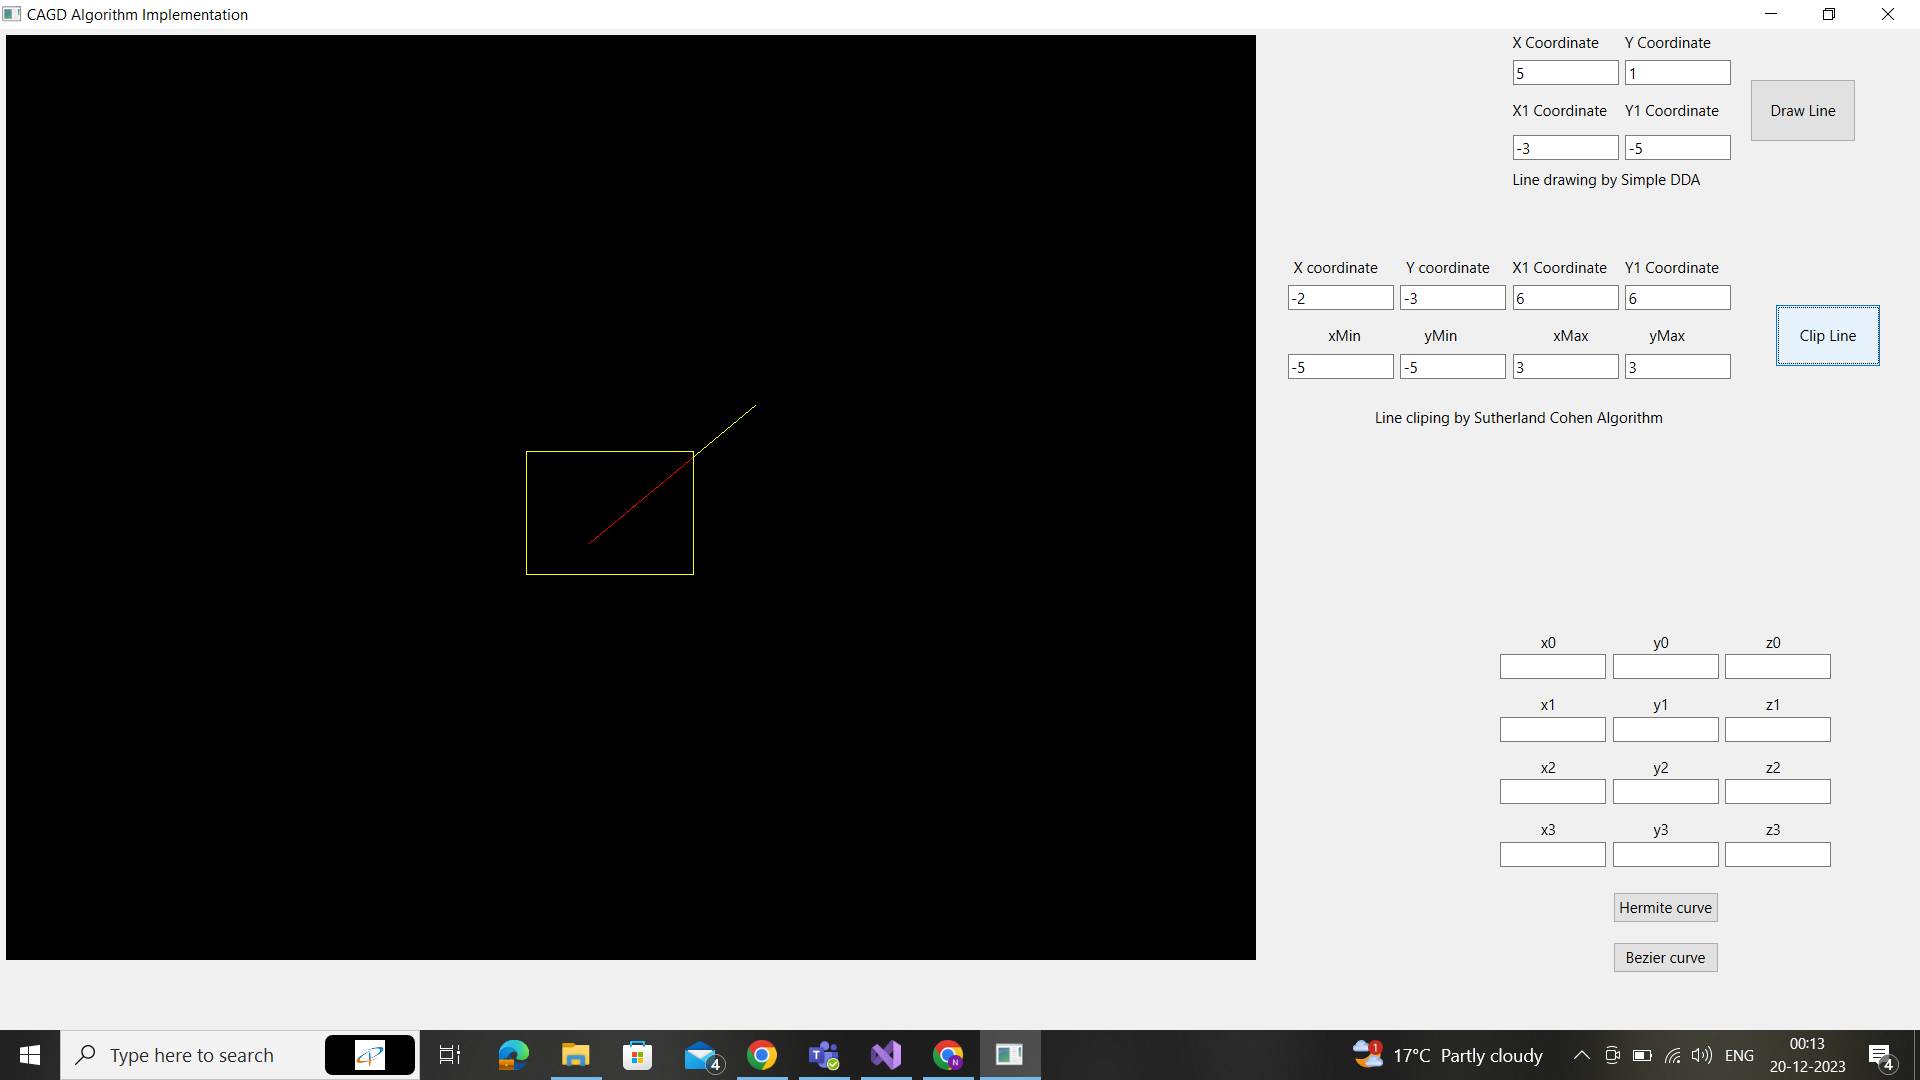 CAGD Algorithm Implementation
X Coordinate Y Coordinate
5 1
Draw Line
X1 Coordinate Y1 Coordinate
-3 -5
Line drawing by Simple DDA
X coordinate Y coordinate X1 Coordinate Y1 Coordinate
-2 -3 6 6
xMin yMin xMax yMax
Clip Line
-5 -5 3 3
Line cliping by Sutherland Cohen Algorithm
x0 y0 z0
x1 y1 z1
x2 y2 z2
x3 y3 z3
Hermite curve
Bezier curve
Type here to search
4
N
1
17°C Partly cloudy
ENG
00:13
20-12-2023
4